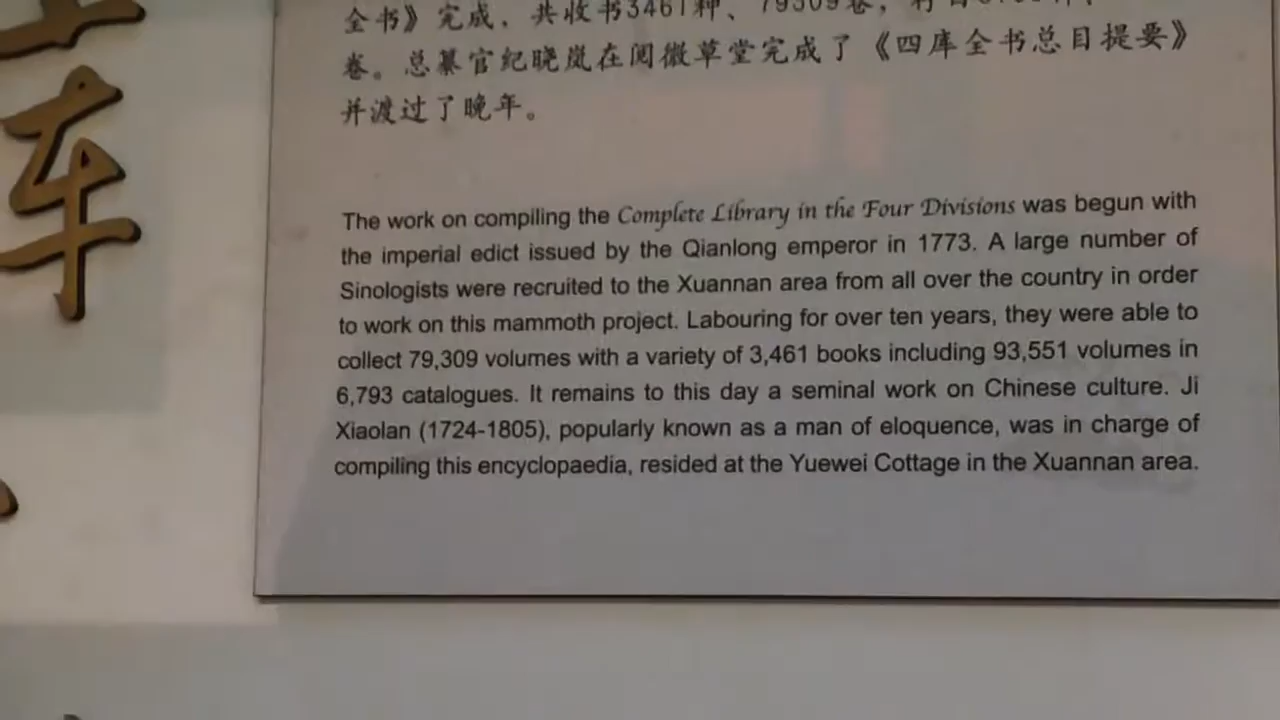 全书》完成，共收书3461种、79309卷，
卷。总纂官纪晓岚在阅微草堂完成了《四库全书总目提要》
并渡过了晚年。
The work on compiling the Complete Library in the Four Divisions was begun with
the imperial edict issued by the Qianlong emperor in 1773. A large number of
Sinologists were recruited to the Xuannan area from all over the country in order
to work on this mammoth project. Labouring for over ten years, they were able to
collect 79,309 volumes with a variety of 3,461 books including 93,551 volumes in
6,793 catalogues. It remains to this day a seminal work on Chinese culture. Ji
Xiaolan (1724-1805), popularly known as a man of eloquence, was in charge of
compiling this encyclopaedia, resided at the Yuewei Cottage in the Xuannan area.